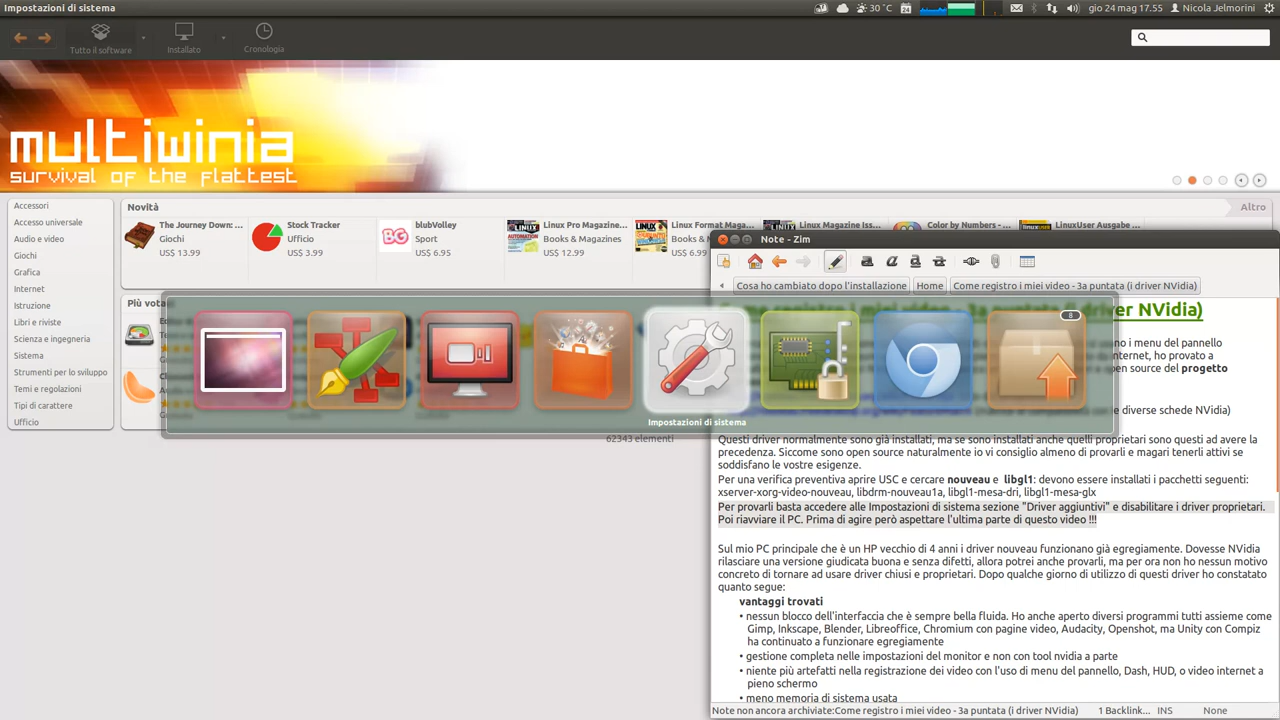 Impostazioni di sistema
30 °C
gio 24 mag 17.55
Nicola Jelmorini
Tutto il software
Installato
Cronologia
multiwinia
survival of the flattest
Accessori
Accesso universale
Audio e video
Giochi
Grafica
Internet
Istruzione
Libri e riviste
Scienza e ingegneria
Sistema
Strumenti per lo sviluppo
Temi e regolazioni
Tipi di carattere
Ufficio
Novità
Altro
The Journey Down: ...
Giochi
US$ 13.99
Stock Tracker
Ufficio
US$ 3.99
BG
blubVolley
Sport
US$ 6.95
Linux Pro Magazine...
Books & Magazines
US$ 12.99
Linux Format Maga...
Books & M
US$ 6.99
Linux Magazine Iss...
Color by Numbers - ...
LinuxUser Ausgabe ...
Più vota
8
Impostazioni di sistema
62343 elementi
Note - Zim
Cosa ho cambiato dopo l'installazione
Home
Come registro i miei video - 3a puntata (i driver NVidia)
driver NVidia)
no i menu del pannello
nternet, ho provato a
open source del progetto
e diverse schede NVidia)
Questi driver normalmente sono già installati, ma se sono installati anche quelli proprietari sono questi ad avere la
precedenza. Siccome sono open source naturalmente io vi consiglio almeno di provarli e magari tenerli attivi se
soddisfano le vostre esigenze.
Per una verifica preventiva aprire USC e cercare nouveau e libgl1: devono essere installati i pacchetti seguenti:
xserver-xorg-video-nouveau, libdrm-nouveau1a, libgl1-mesa-dri, libgl1-mesa-glx
Per provarli basta accedere alle Impostazioni di sistema sezione "Driver aggiuntivi" e disabilitare i driver proprietari.
Poi riavviare il PC. Prima di agire però aspettare l'ultima parte di questo video !!!
Sul mio PC principale che è un HP vecchio di 4 anni i driver nouveau funzionano già egregiamente. Dovesse NVidia
rilasciare una versione giudicata buona e senza difetti, allora potrei anche provarli, ma per ora non ho nessun motivo
concreto di tornare ad usare driver chiusi e proprietari. Dopo qualche giorno di utilizzo di questi driver ho constatato
quanto segue:
vantaggi trovati
• nessun blocco dell'interfaccia che è sempre bella fluida. Ho anche aperto diversi programmi tutti assieme come
Gimp, Inkscape, Blender, Libreoffice, Chromium con pagine video, Audacity, Openshot, ma Unity con Compiz
ha continuato a funzionare egregiamente
• gestione completa nelle impostazioni del monitor e non con tool nvidia a parte
• niente più artefatti nella registrazione dei video con l'uso di menu del pannello, Dash, HUD, o video internet a
pieno schermo
• meno memoria di sistema usata
Note non ancora archiviate:Come registro i miei video - 3a puntata (i driver NVidia)
1 Backlink...
INS
None